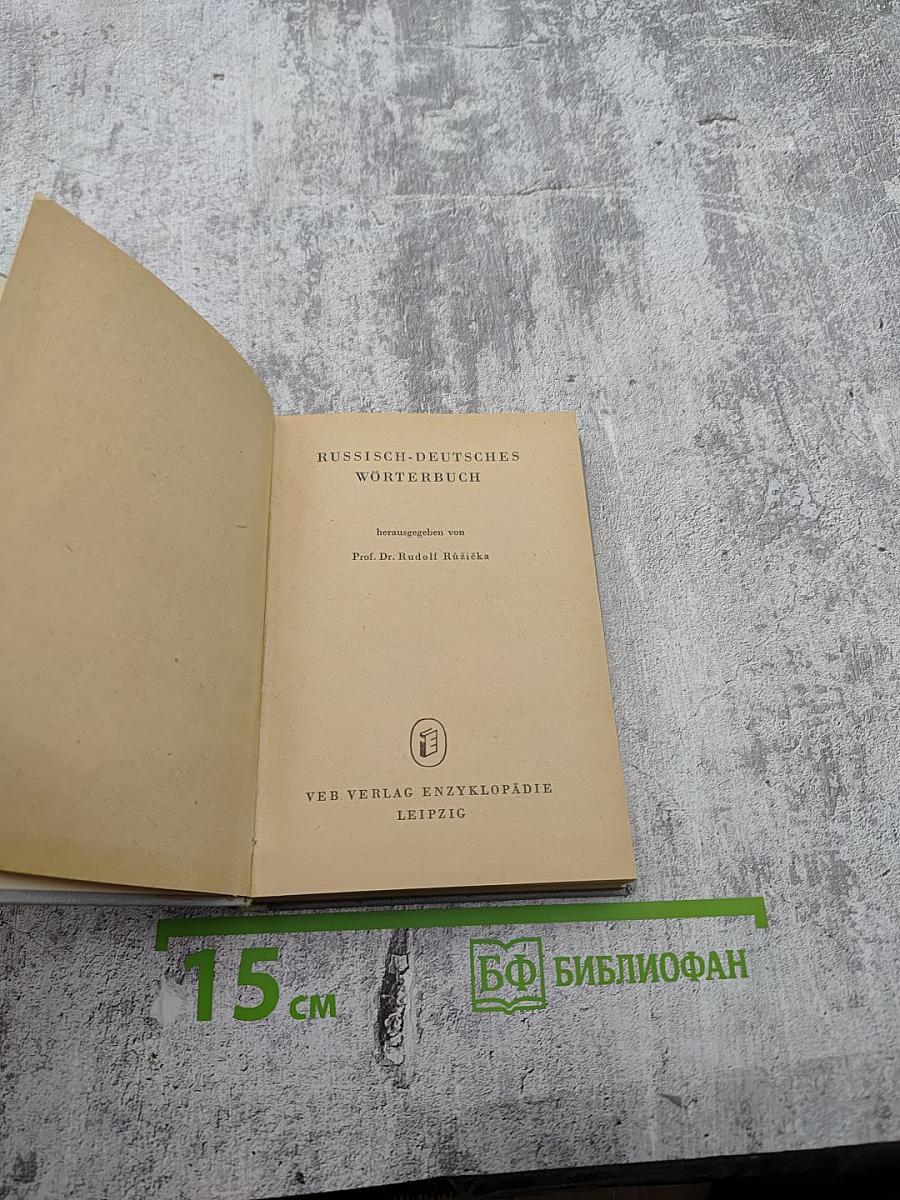 RUSSISCH-DEUTSCHES
WÖRTERBUCH
herausgegeben von
Prof. Dr. Rudolf Růžička
VEB VERLAG ENZYKLOPÄDIE
LEIPZIG
15 см
БФ БИБЛИОФАН